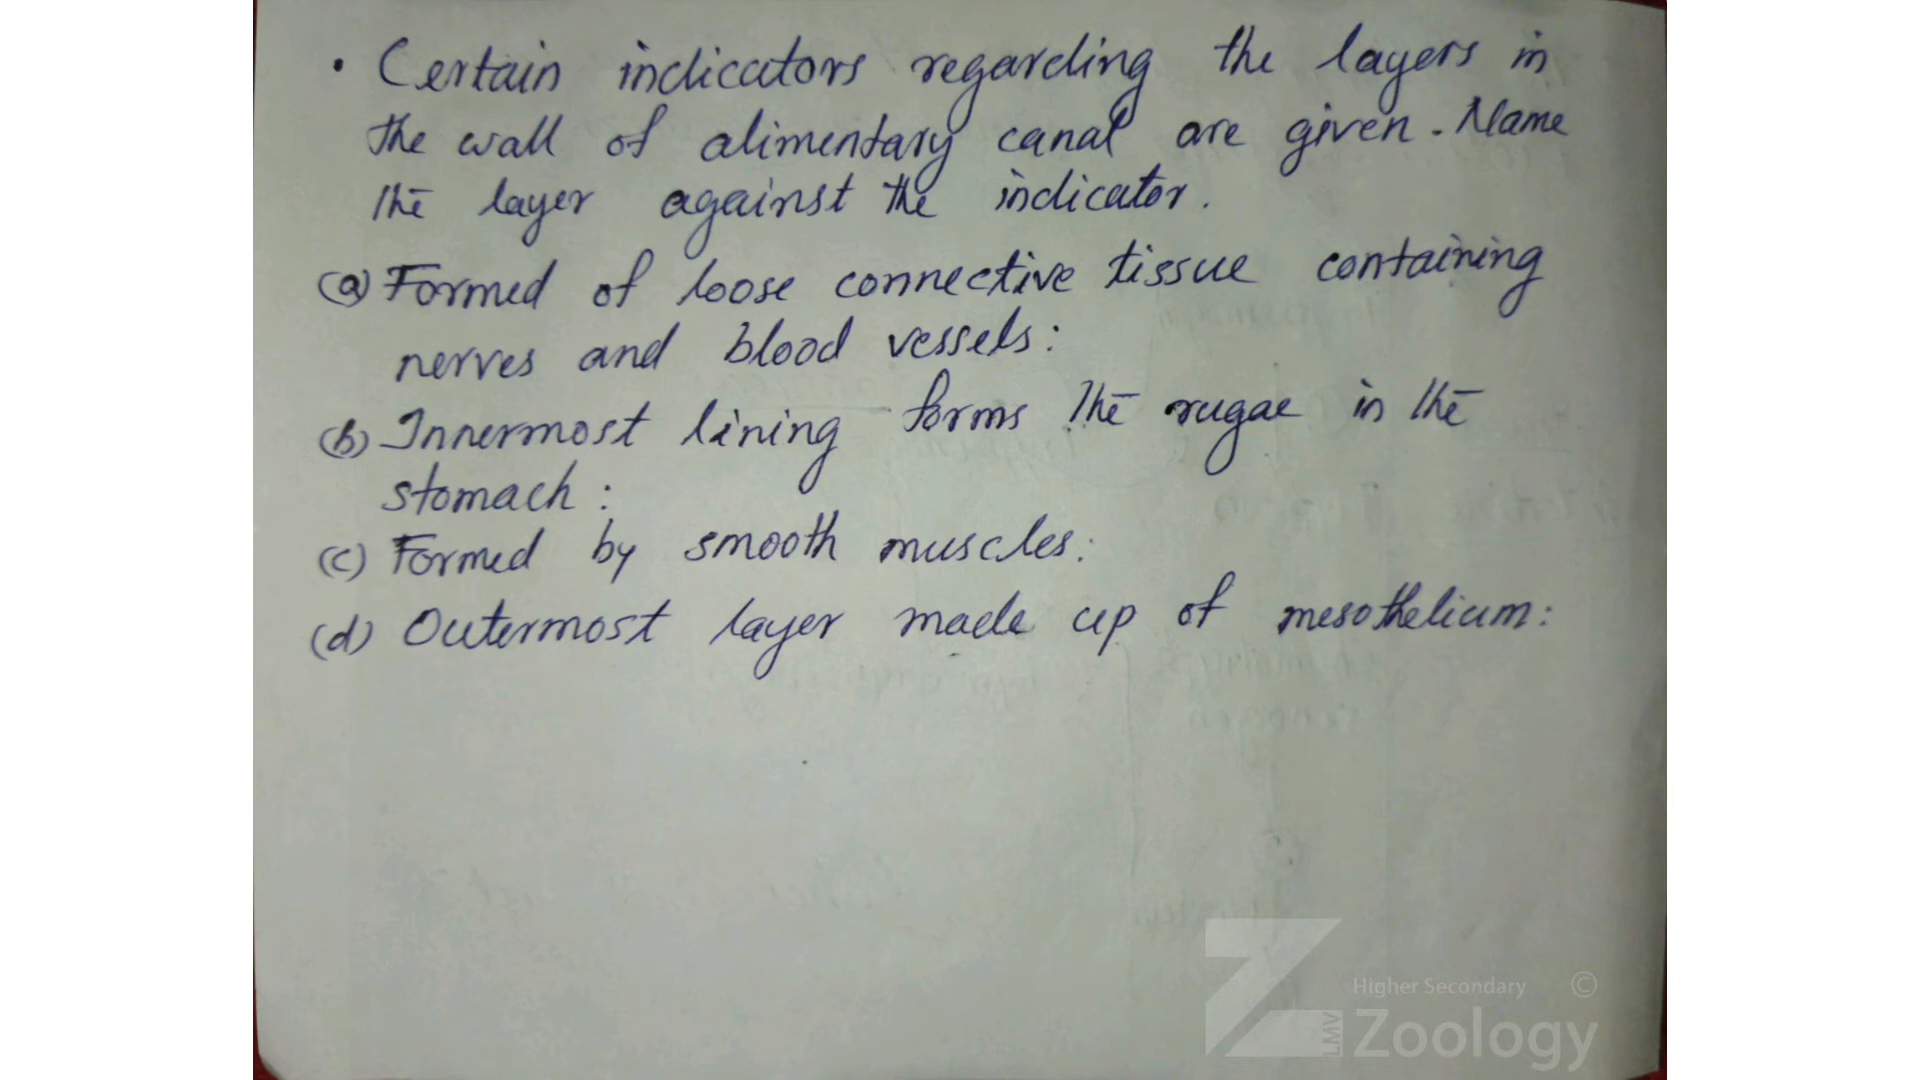 • Certain indicators regarding the layers in
the wall of alimentary canal are given. Name
the layer against the indicator.
(a) Formed of loose connective tissue containing
nerves and blood vessels:
(b) Innermost lining forms the rugae in the
stomach:
(c) Formed by smooth muscles:
(d) Outermost layer made up of mesothelium:
Higher Secondary ©
LMV Zoology